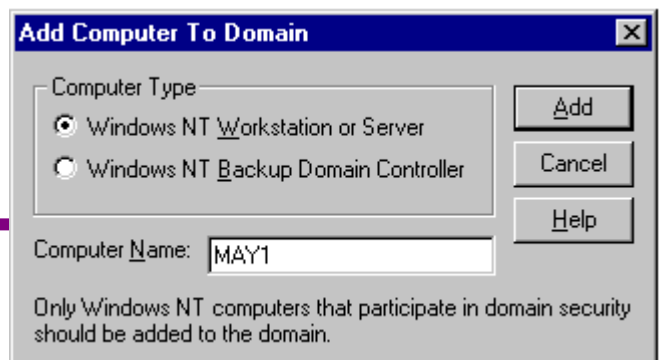 Add Computer To Domain
Computer Type
Windows NT Workstation or Server
Windows NT Backup Domain Controller
Add
Cancel
Help
Computer Name: MAY1
Only Windows NT computers that participate in domain security
should be added to the domain.